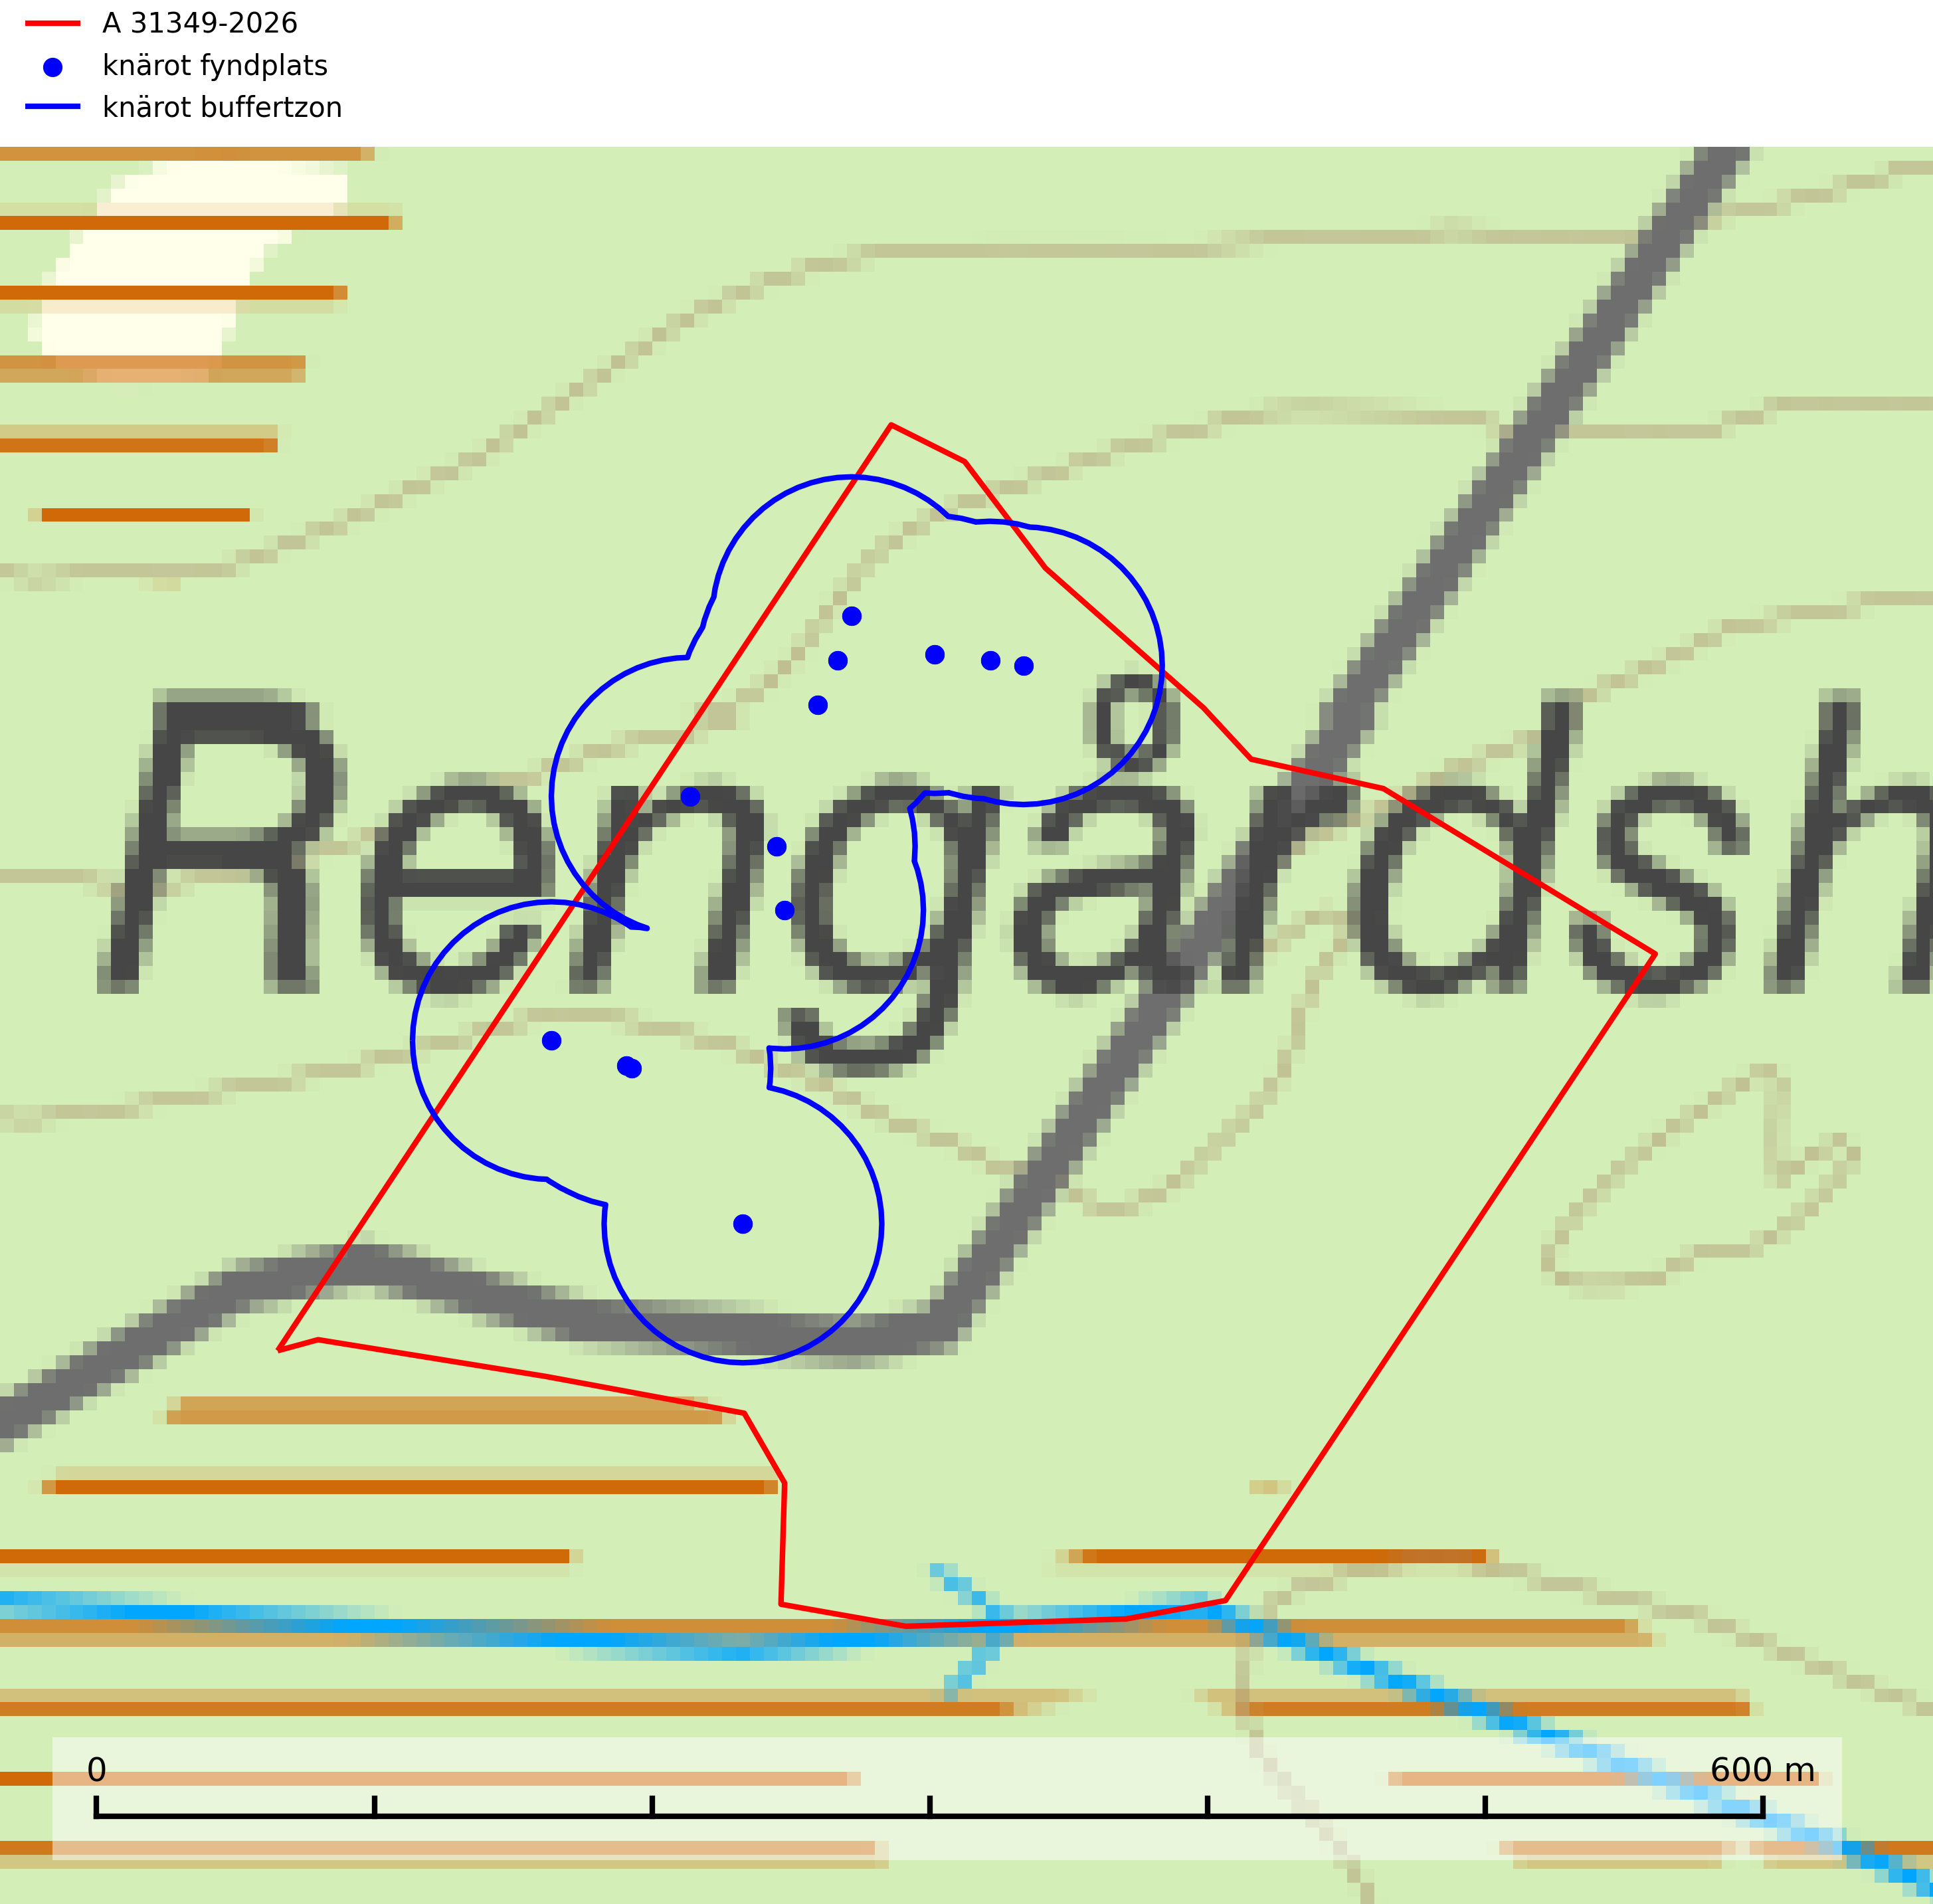 A 31349-2026
knärot fyndplats
knärot buffertzon
Rengårdsh
0 600 m